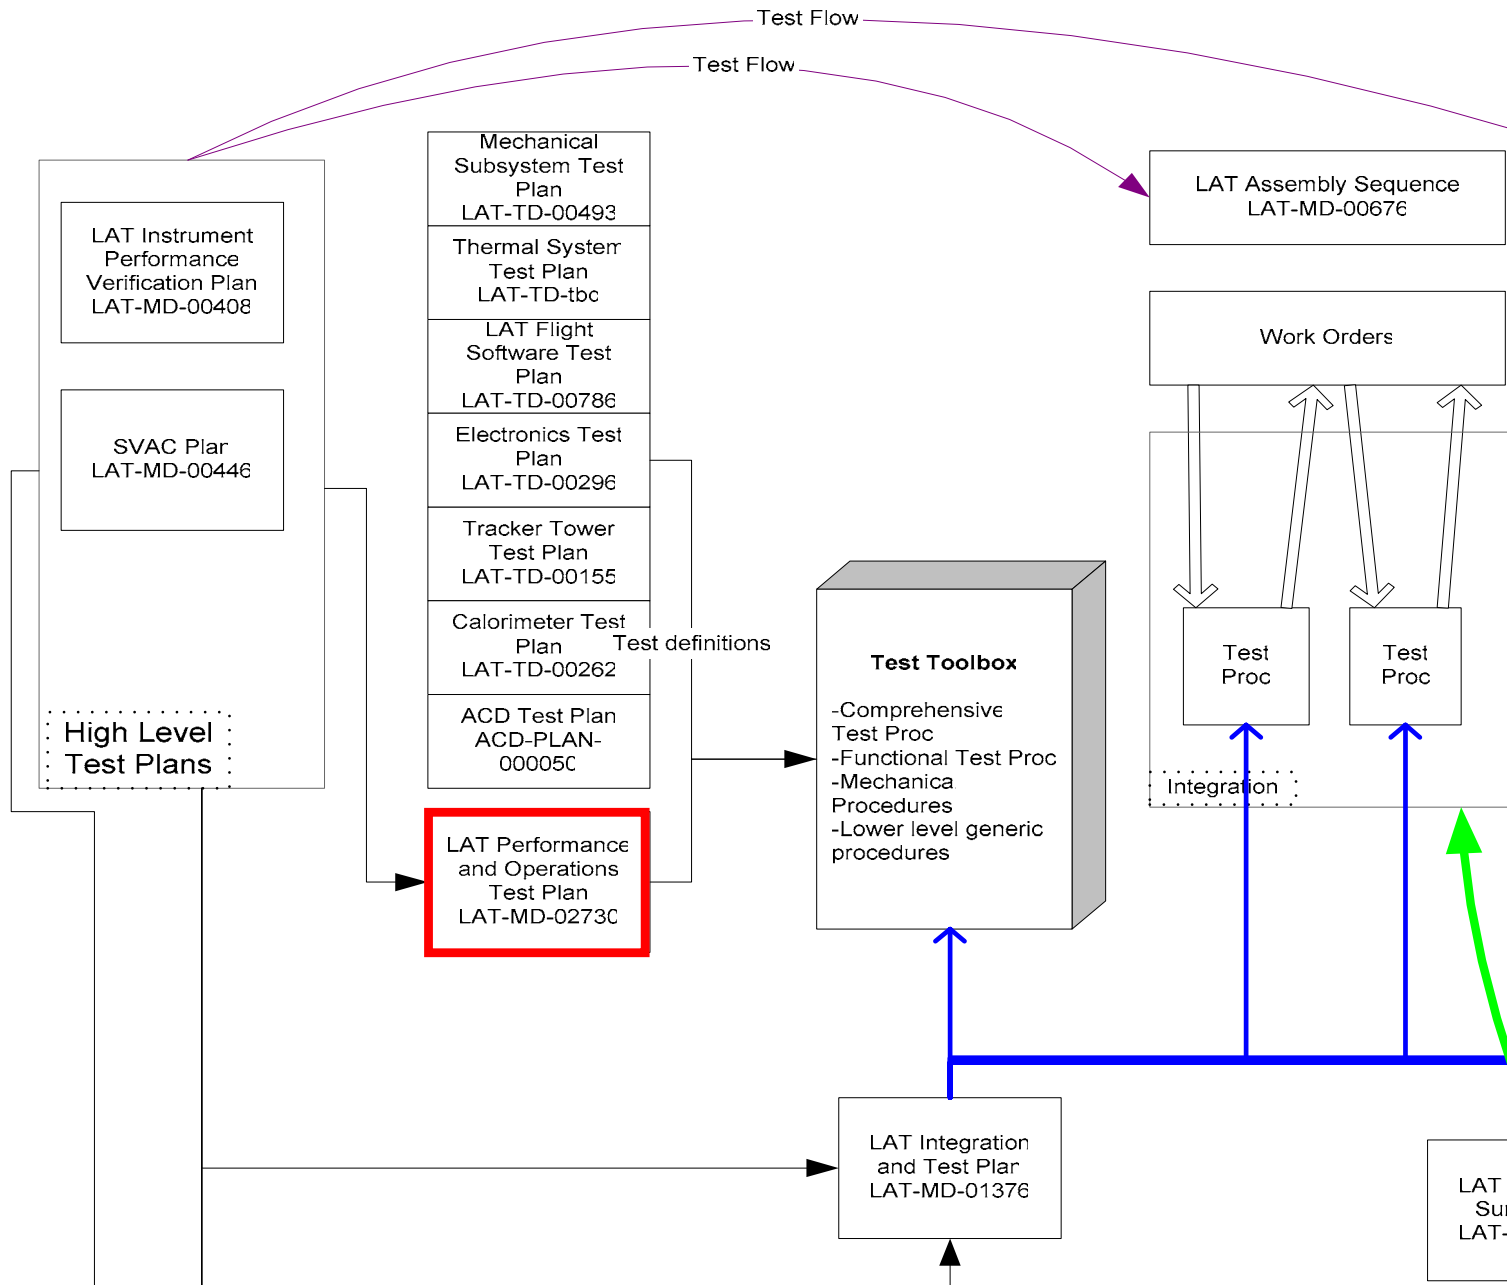 Test Flow
Test Flow
LAT Instrument
Performance
Verification Plan
LAT-MD-00408
SVAC Plan
LAT-MD-00446
High Level
Test Plans
Mechanical
Subsystem Test
Plan
LAT-TD-00493
Thermal System
Test Plan
LAT-TD-tbd
LAT Flight
Software Test
Plan
LAT-TD-00786
Electronics Test
Plan
LAT-TD-00296
Tracker Tower
Test Plan
LAT-TD-00155
Calorimeter Test
Plan
LAT-TD-00262
ACD Test Plan
ACD-PLAN-
000050
LAT Performance
and Operations
Test Plan
LAT-MD-02730
Test definitions
Test Toolbox
-Comprehensive
Test Proc
-Functional Test Proc
-Mechanical
Procedures
-Lower level generic
procedures
LAT Assembly Sequence
LAT-MD-00676
Work Orders
Test
Proc
Test
Proc
Integration
LAT Integration
and Test Plan
LAT-MD-01376
LAT
LAT-